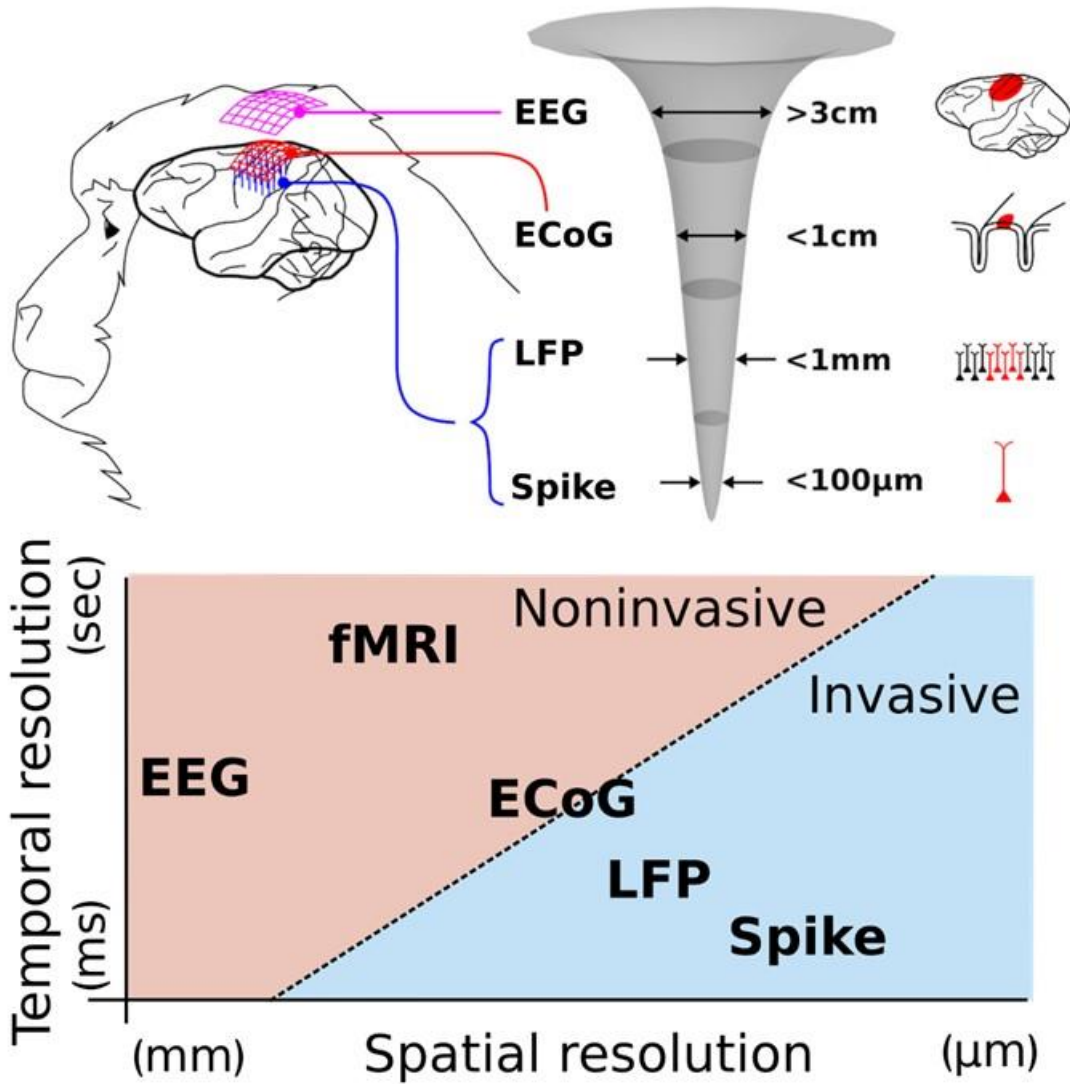 EEG
>3cm
ECoG
<1cm
LFP
<1mm
Spike
<100µm
Temporal resolution
(sec)
(ms)
Noninvasive
fMRI
Invasive
EEG
ECoG
LFP
Spike
(mm)
Spatial resolution
(µm)